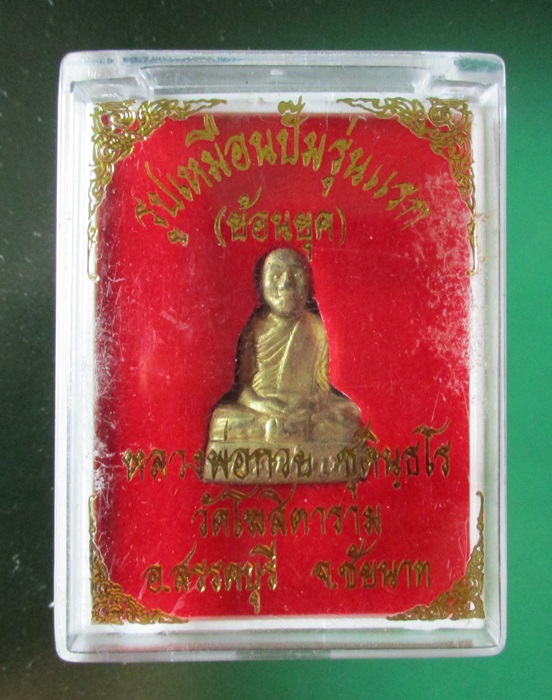 รูปเหมือนปั๊มรุ่นแรก
(ย้อนยุค)
หลวงพ่อกวย ชุตินฺธโร
วัดโฆสิตาราม
อ.สรรคบุรี จ.ชัยนาท